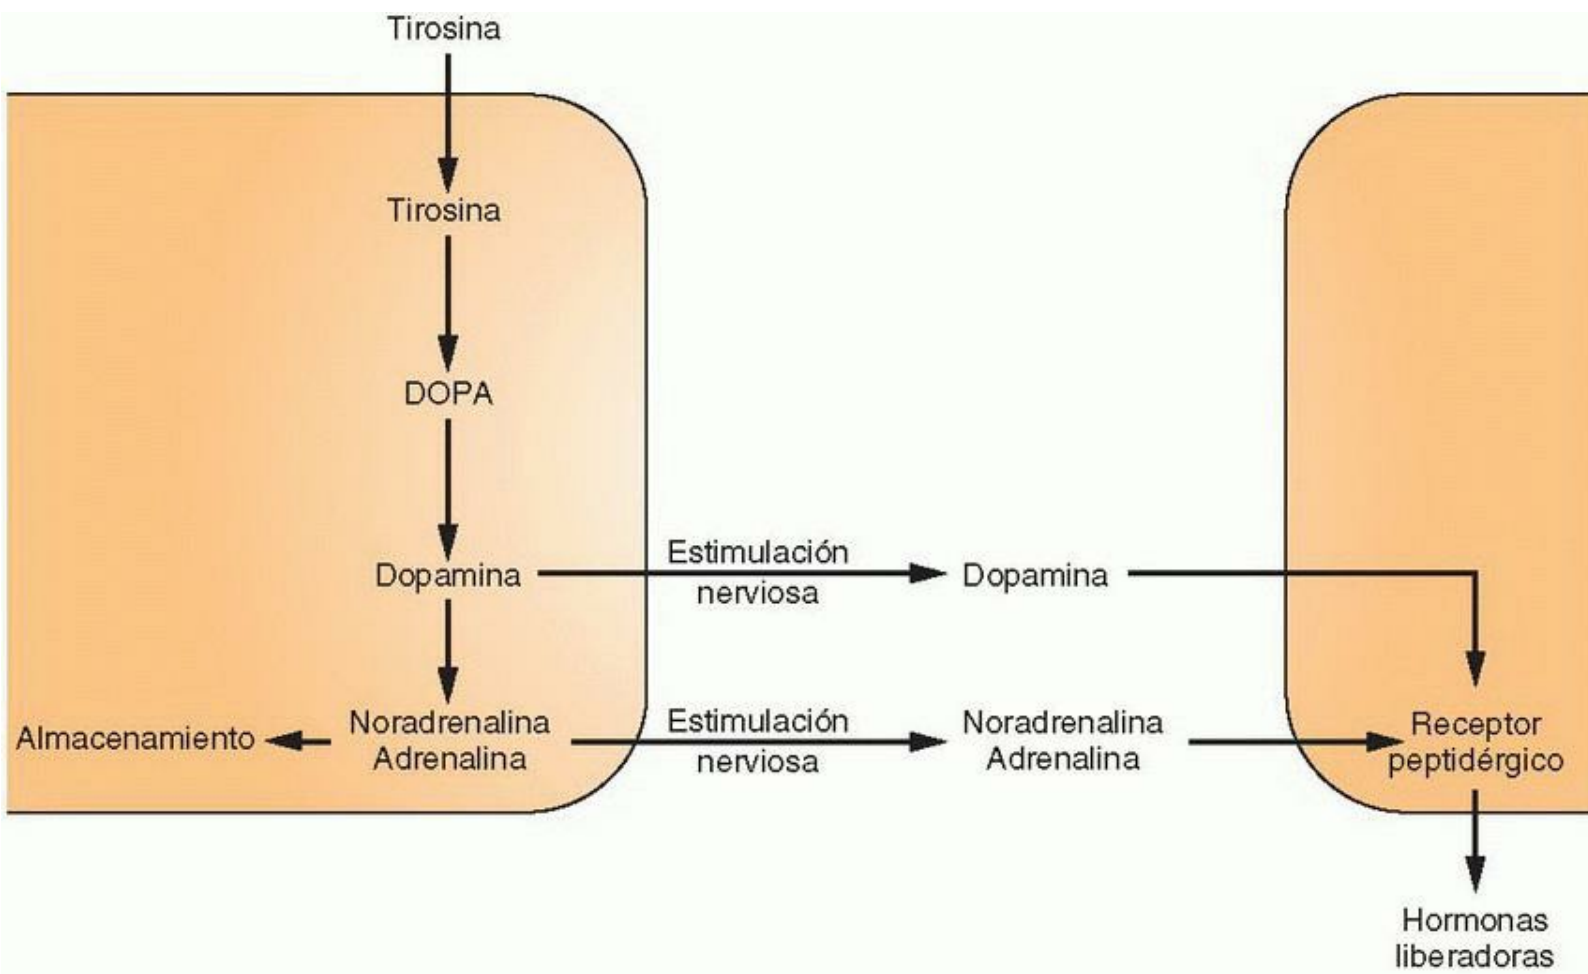 Tirosina
Tirosina
DOPA
Dopamina
Estimulación
nerviosa
Dopamina
Almacenamiento
Noradrenalina
Adrenalina
Estimulación
nerviosa
Noradrenalina
Adrenalina
Receptor
peptidérgico
Hormonas
liberadoras